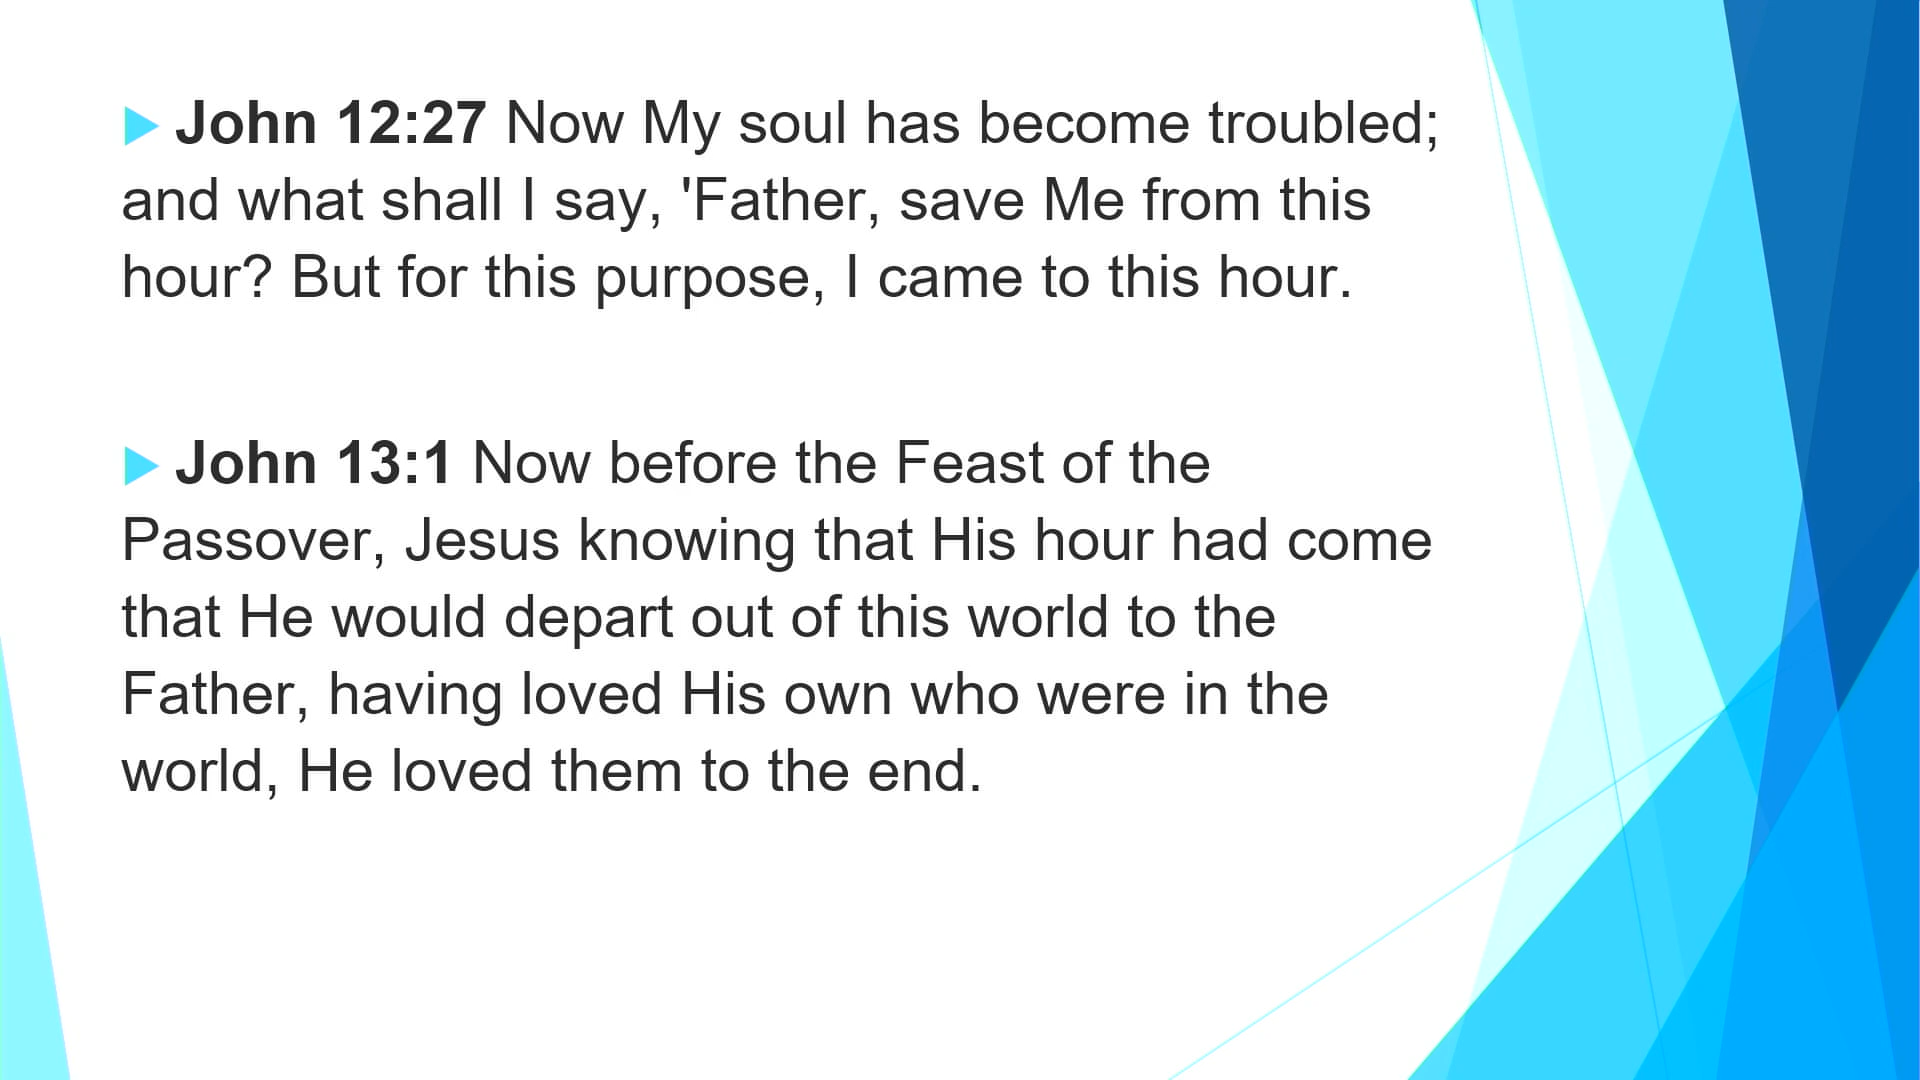 John 12:27 Now My soul has become troubled;
and what shall I say, 'Father, save Me from this
hour? But for this purpose, I came to this hour.
John 13:1 Now before the Feast of the
Passover, Jesus knowing that His hour had come
that He would depart out of this world to the
Father, having loved His own who were in the
world, He loved them to the end.